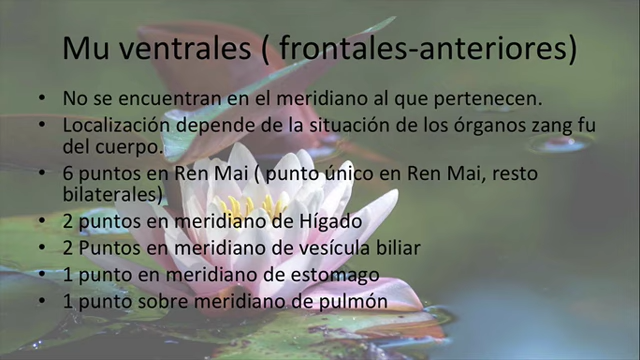 Mu ventrales ( frontales-anteriores)
• No se encuentran en el meridiano al que pertenecen.
• Localización depende de la situación de los órganos zang fu
del cuerpo.
• 6 puntos en Ren Mai ( punto único en Ren Mai, resto
bilaterales)
• 2 puntos en meridiano de Hígado
• 2 Puntos en meridiano de vesícula biliar
• 1 punto en meridiano de estomago
• 1 punto sobre meridiano de pulmón